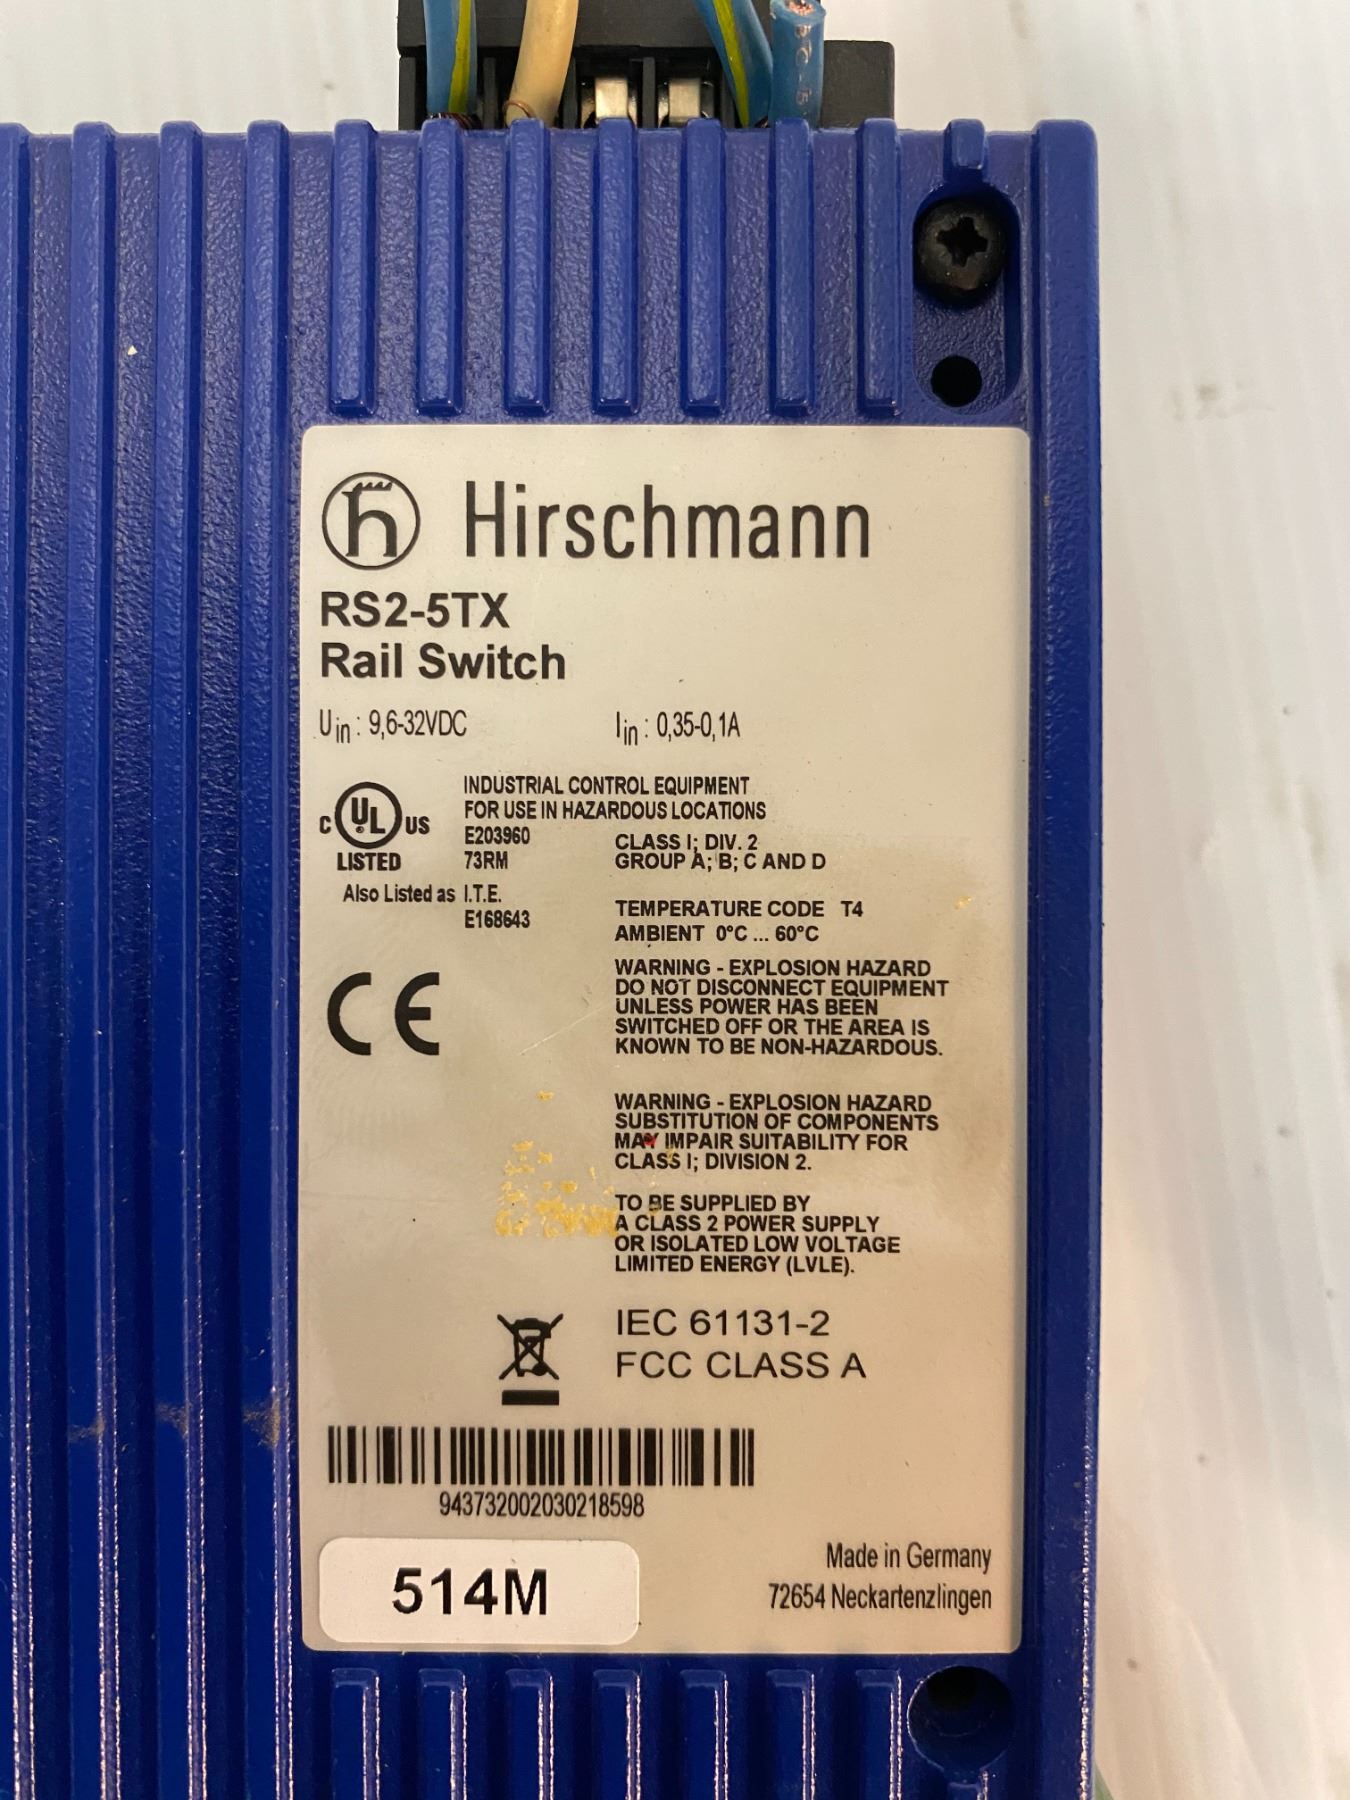 Hirschmann
RS2-5TX
Rail Switch
Uin : 9,6-32VDC
Iin : 0,35-0,1A
INDUSTRIAL CONTROL EQUIPMENT
FOR USE IN HAZARDOUS LOCATIONS
C UL US
LISTED
E203960
73RM
CLASS I; DIV. 2
GROUP A; B; C AND D
Also Listed as I.T.E.
E168643
TEMPERATURE CODE T4
AMBIENT 0°C ... 60°C
CE
WARNING - EXPLOSION HAZARD
DO NOT DISCONNECT EQUIPMENT
UNLESS POWER HAS BEEN
SWITCHED OFF OR THE AREA IS
KNOWN TO BE NON-HAZARDOUS.
WARNING - EXPLOSION HAZARD
SUBSTITUTION OF COMPONENTS
MAY IMPAIR SUITABILITY FOR
CLASS I; DIVISION 2.
TO BE SUPPLIED BY
A CLASS 2 POWER SUPPLY
OR ISOLATED LOW VOLTAGE
LIMITED ENERGY (LVLE).
IEC 61131-2
FCC CLASS A
943732002030218598
514M
Made in Germany
72654 Neckartenzlingen